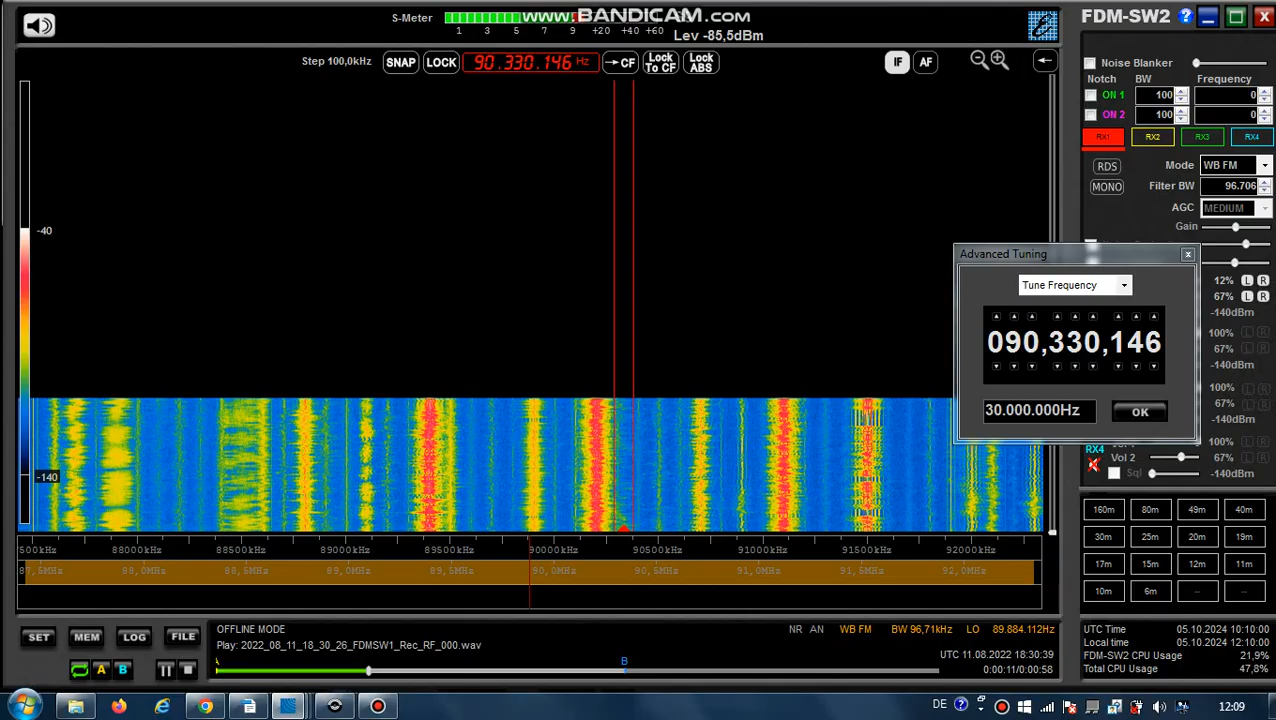 S-Meter
www.BANDICAM.com
1 3 5 7 9 +20 +40 +60
Lev -85,5dBm
FDM-SW2
Step 100,0kHz
SNAP
LOCK
90.330.146 Hz
→CF
Lock To CF
Lock ABS
IF
AF
Noise Blanker
Notch BW Frequency
ON 1 100 0
ON 2 100 0
RX1 RX2 RX3 RX4
RDS
Mode WB FM
MONO
Filter BW 96.706
AGC MEDIUM
Gain
-40
-140
Advanced Tuning
Tune Frequency
090,330,146
30.000.000Hz
OK
12% L R
67% L R
-140dBm
100% L R
67% L R
-140dBm
100% L R
67% L R
-140dBm
RX4
100% L R
Vol 2 67% L R
Sql -140dBm
500kHz 88000kHz 88500kHz 89000kHz 89500kHz 90000kHz 90500kHz 91000kHz 91500kHz 92000kHz
87,5MHz 88,0MHz 88,5MHz 89,0MHz 89,5MHz 90,0MHz 90,5MHz 91,0MHz 91,5MHz 92,0MHz
160m 80m 49m 40m
30m 25m 20m 19m
17m 15m 12m 11m
10m 6m -- --
SET MEM LOG FILE
A B
OFFLINE MODE
NR AN WB FM BW 96,71kHz LO 89.884.112Hz
Play: 2022_08_11_18_30_26_FDMSW1_Rec_RF_000.wav
A
B
UTC 11.08.2022 18:30:39
0:00:11/0:00:58
UTC Time 05.10.2024 10:10:00
Local time 05.10.2024 12:10:00
FDM-SW2 CPU Usage 21,9%
Total CPU Usage 47,8%
DE
12:09